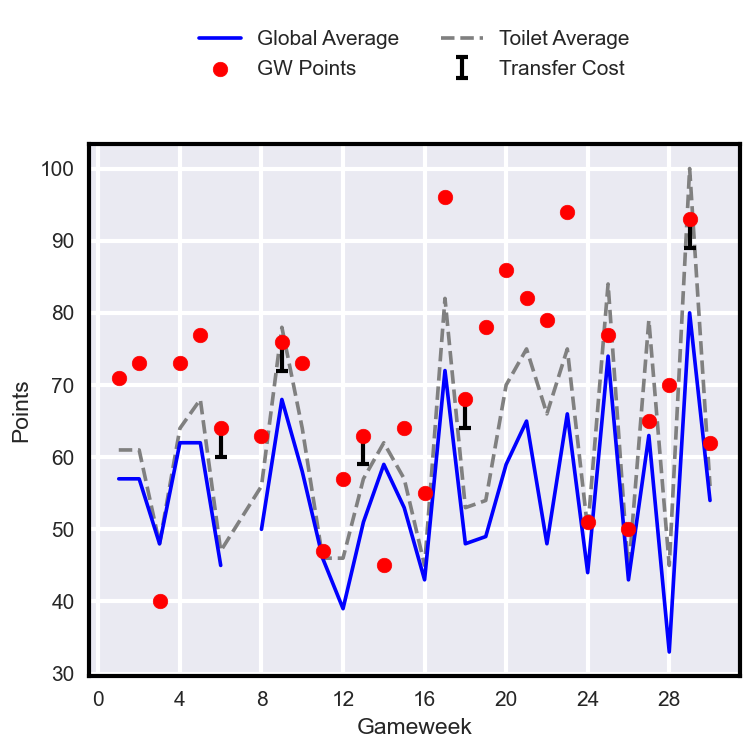 Global Average
Toilet Average
GW Points
Transfer Cost
100
90
80
70
60
50
40
30
Points
0 4 8 12 16 20 24 28
Gameweek